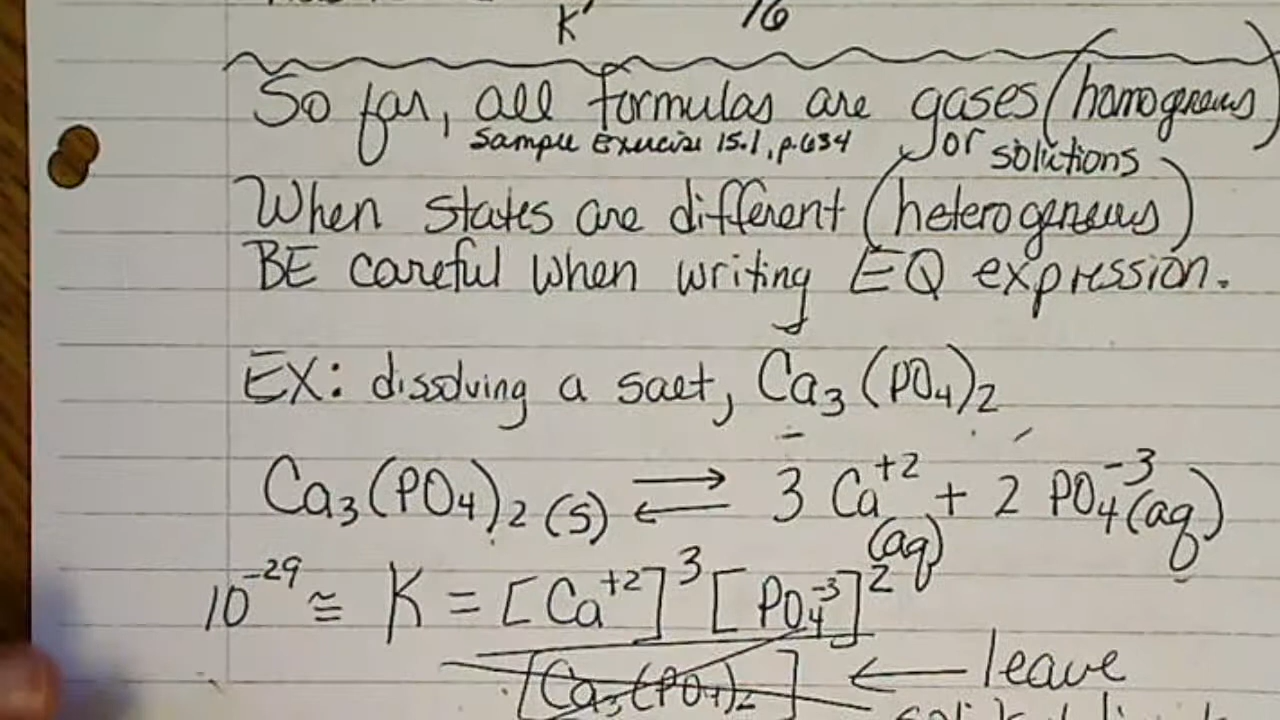 K 16
So far, all formulas are gases (homogeneous)
Sample Exercise 15.1, p.634 or solutions
When states are different (heterogeneous)
BE careful when writing EQ expression.
EX: dissolving a salt, Ca₃(PO₄)₂
Ca₃(PO₄)₂(s) ⇄ 3 Ca⁺²(aq) + 2 PO₄⁻³(aq)
10⁻²⁹ ≅ K = [Ca⁺²]³ [PO₄⁻³]²
[Ca₃(PO₄)₂] ← leave